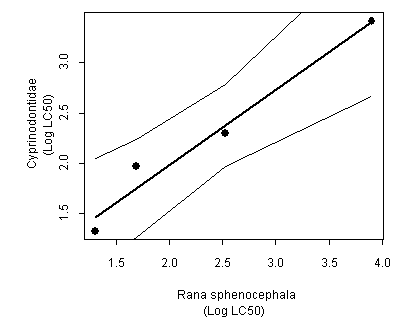 Cyprinodontidae
(Log LC50)
3.0
2.5
2.0
1.5
1.5 2.0 2.5 3.0 3.5 4.0
Rana sphenocephala
(Log LC50)